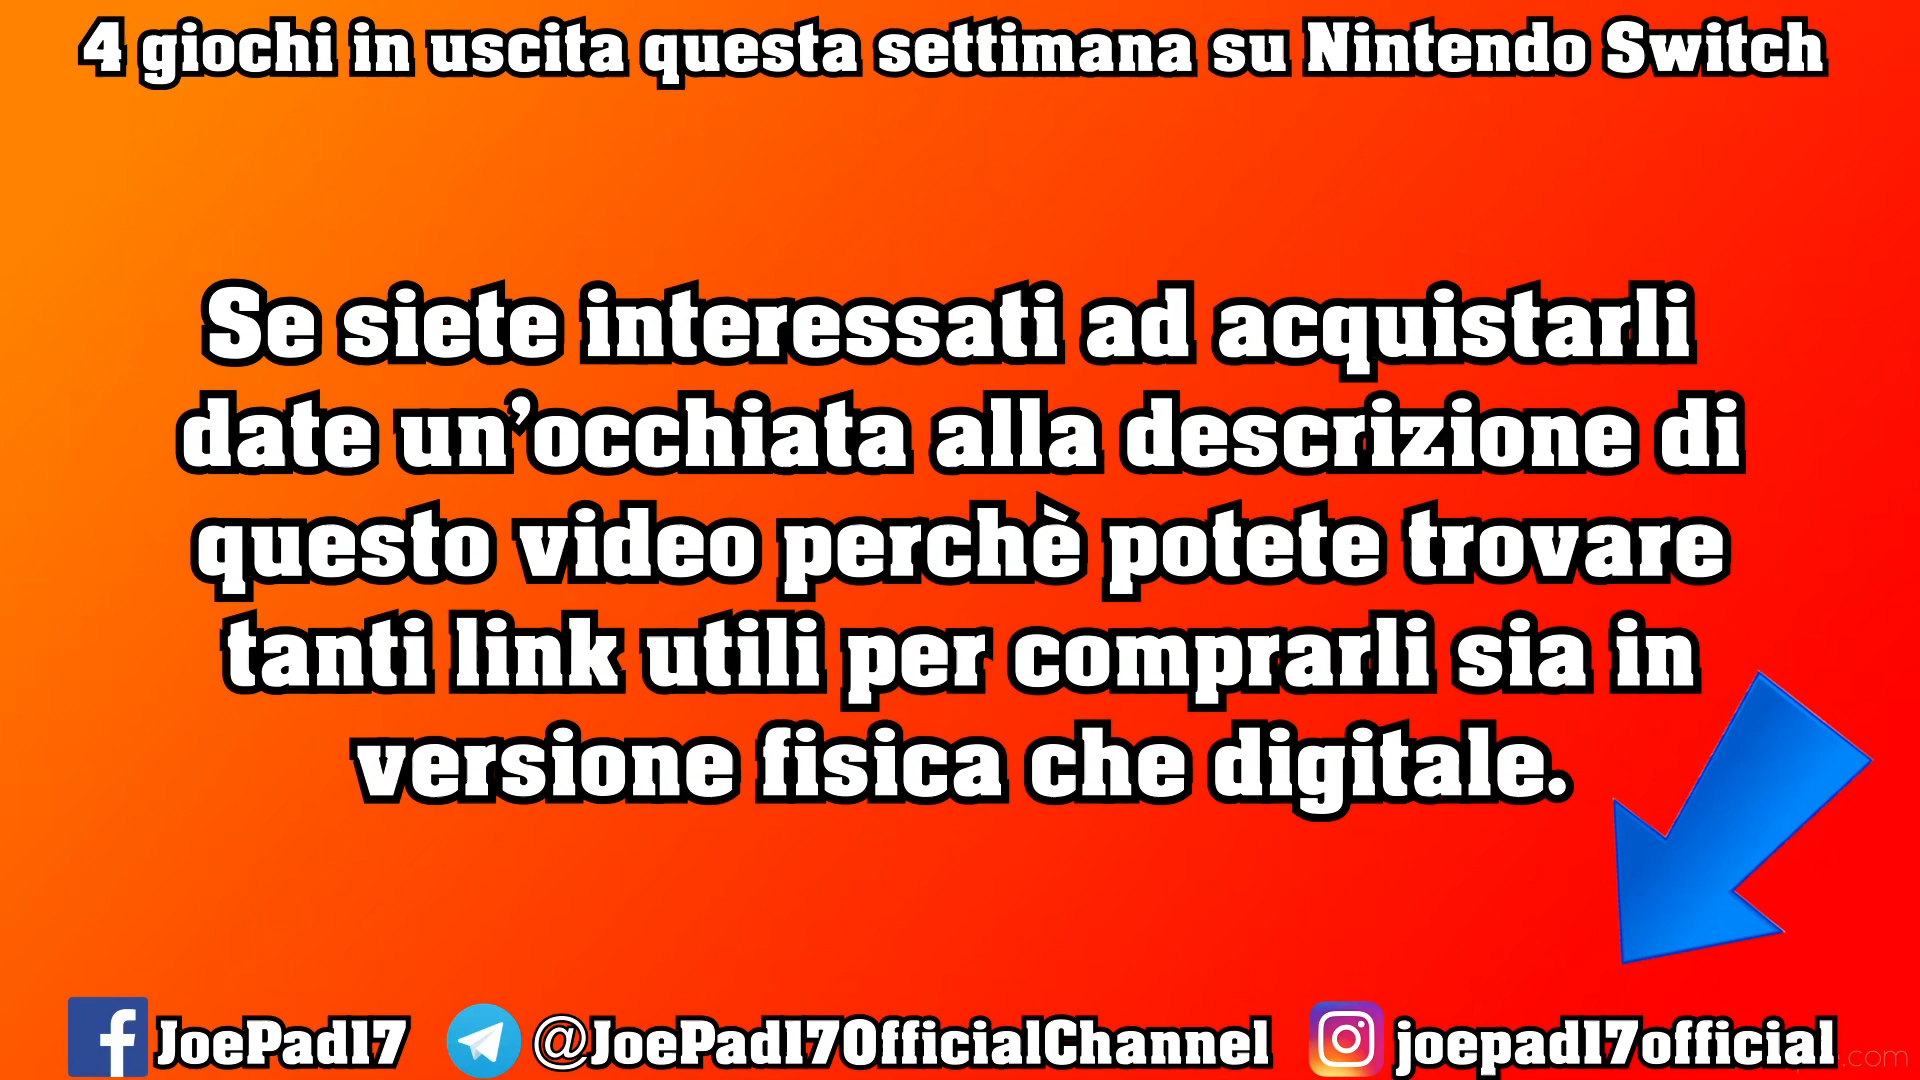 4 giochi in uscita questa settimana su Nintendo Switch
Se siete interessati ad acquistarli
date un’occhiata alla descrizione di
questo video perchè potete trovare
tanti link utili per comprarli sia in
versione fisica che digitale.
JoePad17 @JoePad17OfficialChannel joepad17official